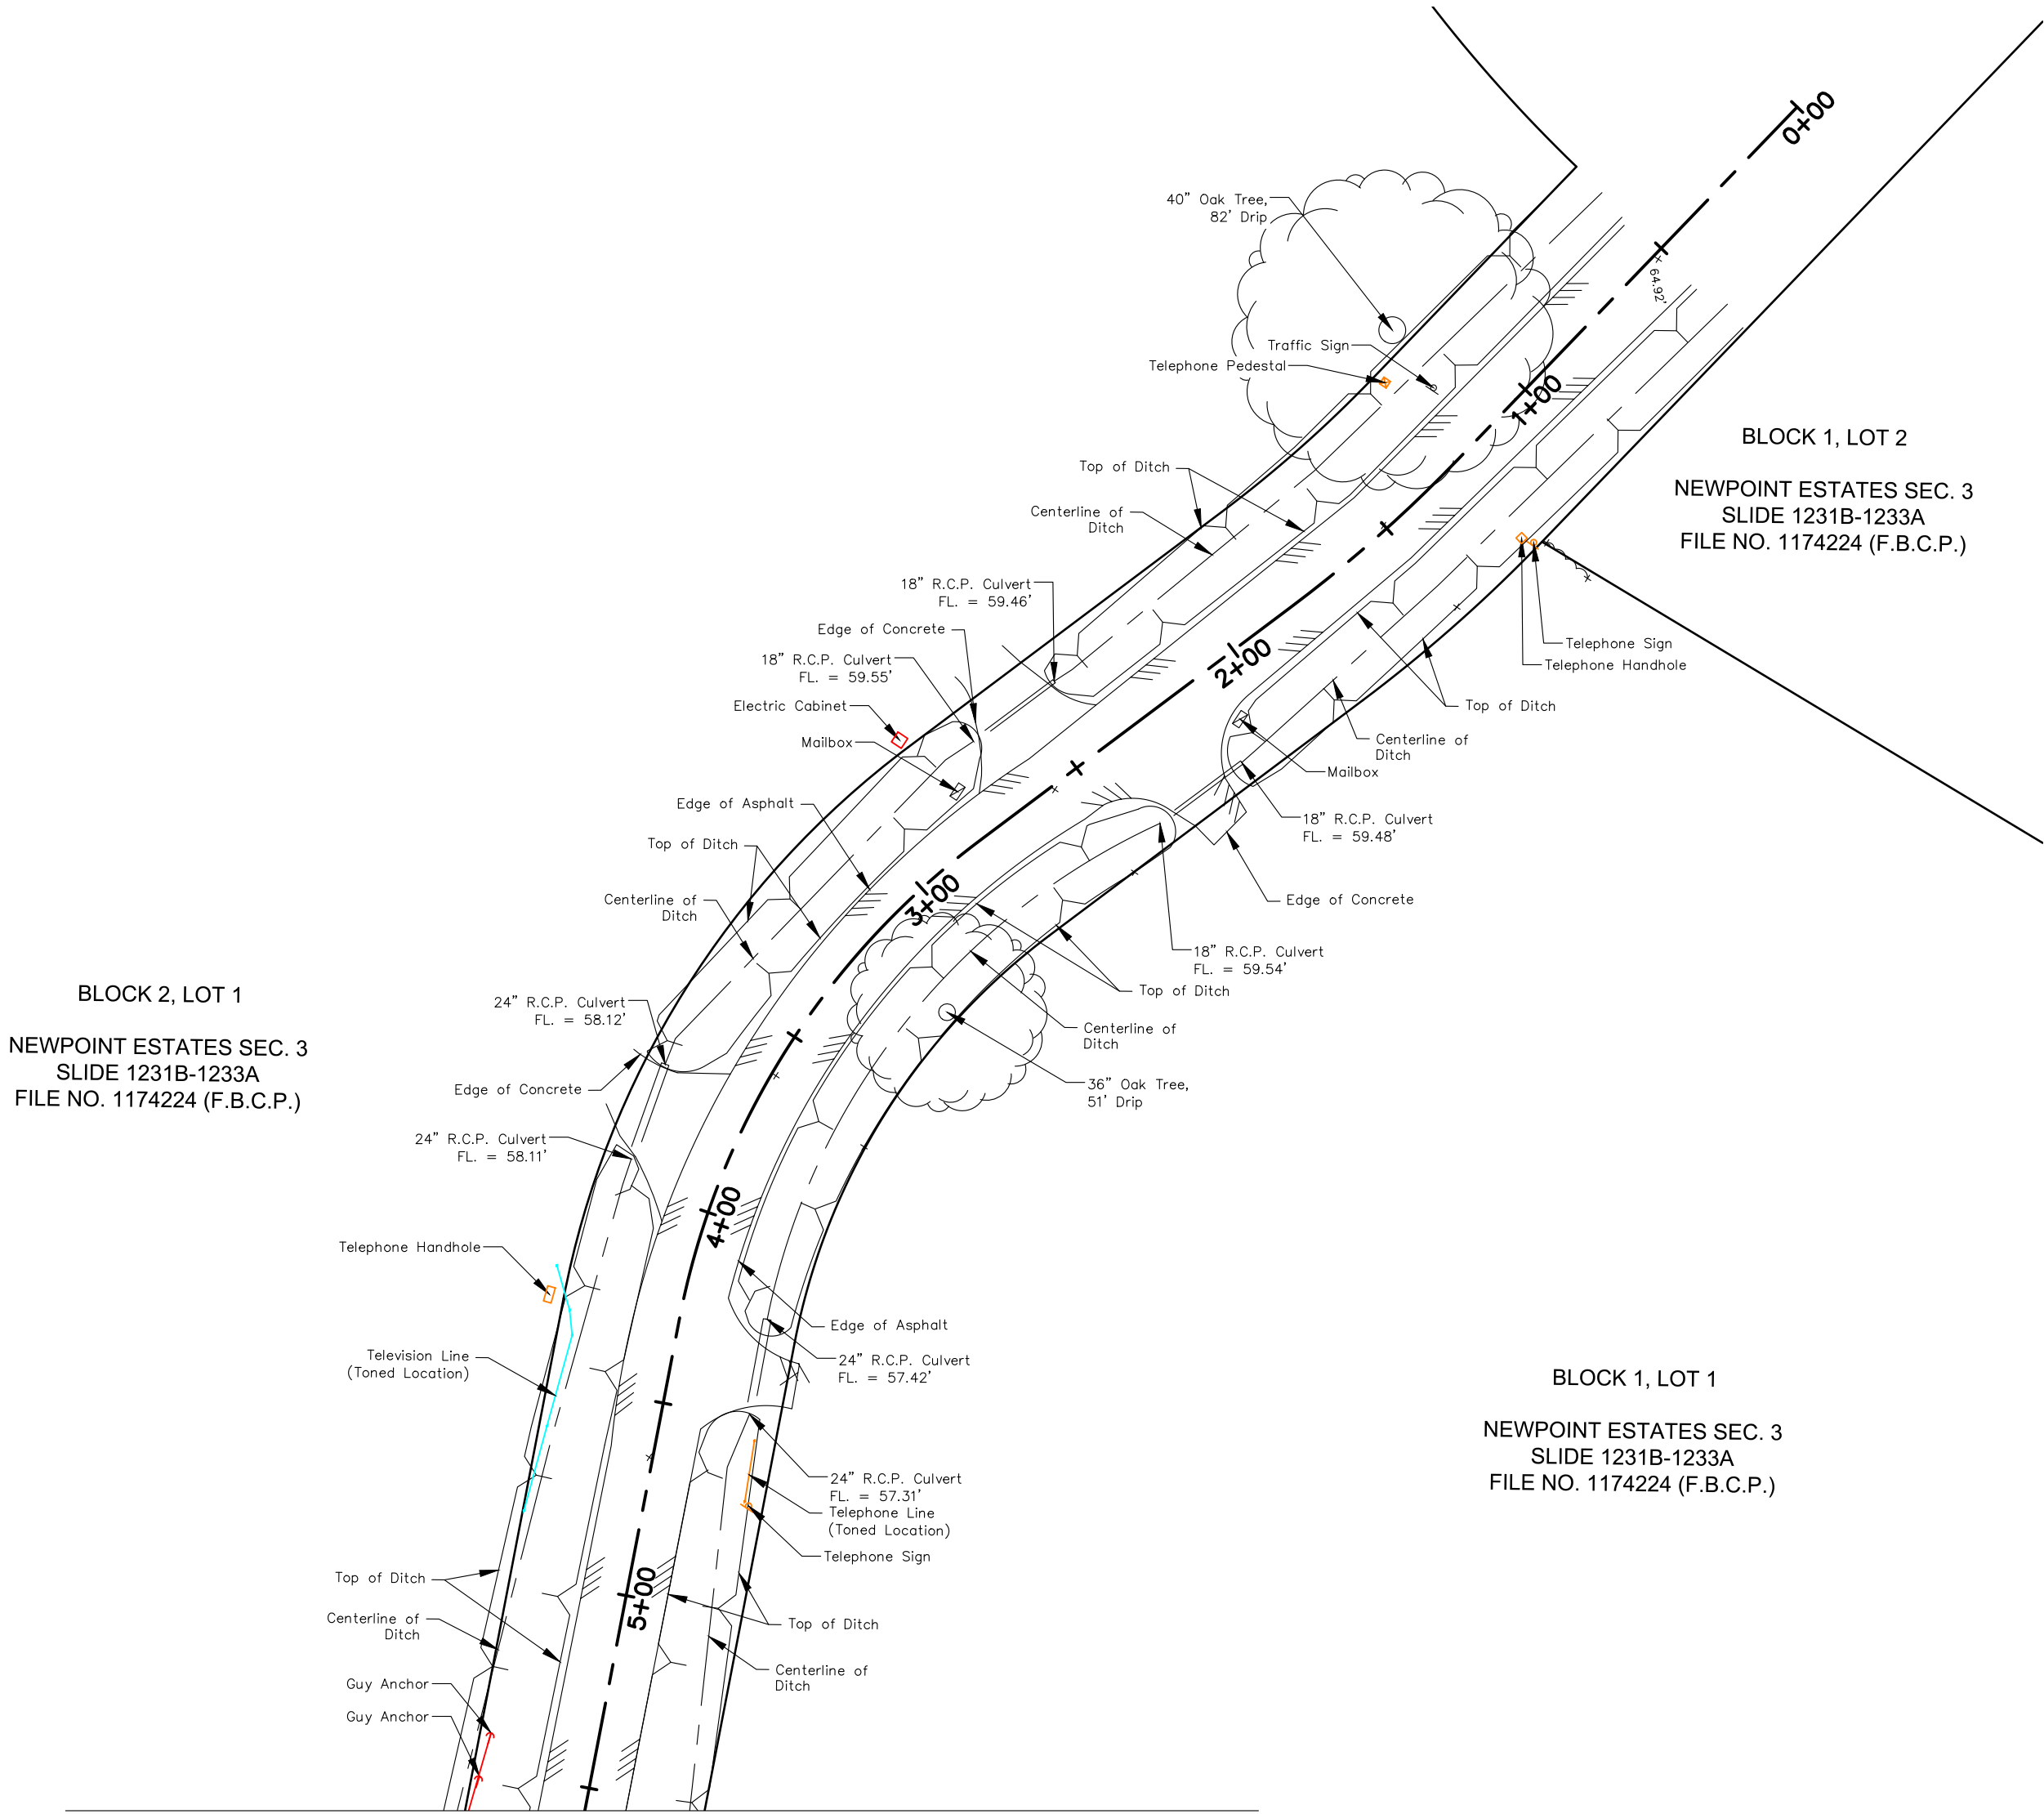 0+00
40” Oak Tree,
82’ Drip
64.92’
Traffic Sign
Telephone Pedestal
1+00
BLOCK 1, LOT 2
NEWPOINT ESTATES SEC. 3
SLIDE 1231B-1233A
FILE NO. 1174224 (F.B.C.P.)
Top of Ditch
Centerline of
Ditch
18” R.C.P. Culvert
FL. = 59.46’
Edge of Concrete
18” R.C.P. Culvert
FL. = 59.55’
Electric Cabinet
Mailbox
2+00
Telephone Sign
Telephone Handhole
Top of Ditch
Centerline of
Ditch
Mailbox
18” R.C.P. Culvert
FL. = 59.48’
Edge of Concrete
Edge of Asphalt
Top of Ditch
Centerline of
Ditch
3+00
18” R.C.P. Culvert
FL. = 59.54’
Top of Ditch
Centerline of
Ditch
36” Oak Tree,
51’ Drip
BLOCK 2, LOT 1
NEWPOINT ESTATES SEC. 3
SLIDE 1231B-1233A
FILE NO. 1174224 (F.B.C.P.)
24” R.C.P. Culvert
FL. = 58.12’
Edge of Concrete
24” R.C.P. Culvert
FL. = 58.11’
4+00
Telephone Handhole
Television Line
(Toned Location)
Edge of Asphalt
24” R.C.P. Culvert
FL. = 57.42’
24” R.C.P. Culvert
FL. = 57.31’
Telephone Line
(Toned Location)
Telephone Sign
BLOCK 1, LOT 1
NEWPOINT ESTATES SEC. 3
SLIDE 1231B-1233A
FILE NO. 1174224 (F.B.C.P.)
5+00
Top of Ditch
Centerline of
Ditch
Top of Ditch
Centerline of
Ditch
Guy Anchor
Guy Anchor